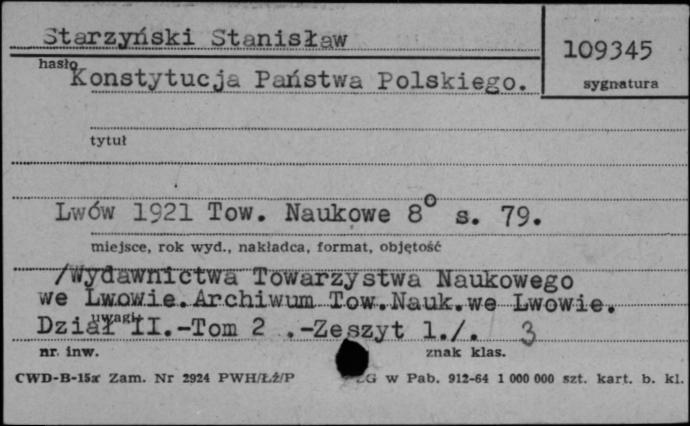 Starzyński Stanisław
109345
hasło
sygnatura
Konstytucja Państwa Polskiego.
tytuł
Lwów 1921 Tow. Naukowe 8° s. 79.
miejsce, rok wyd., nakładca, format, objętość
/Wydawnictwa Towarzystwa Naukowego
we Lwowie.Archiwum Tow.Nauk.we Lwowie.
uwagi
Dział II.-Tom 2 .-Zeszyt 1./. 3
nr. inw.
znak klas.
CWD-B-15a Zam. Nr 2924 PWH/Łż/P
ZG w Pab. 912-64 1 000 000 szt. kart. b. kl.